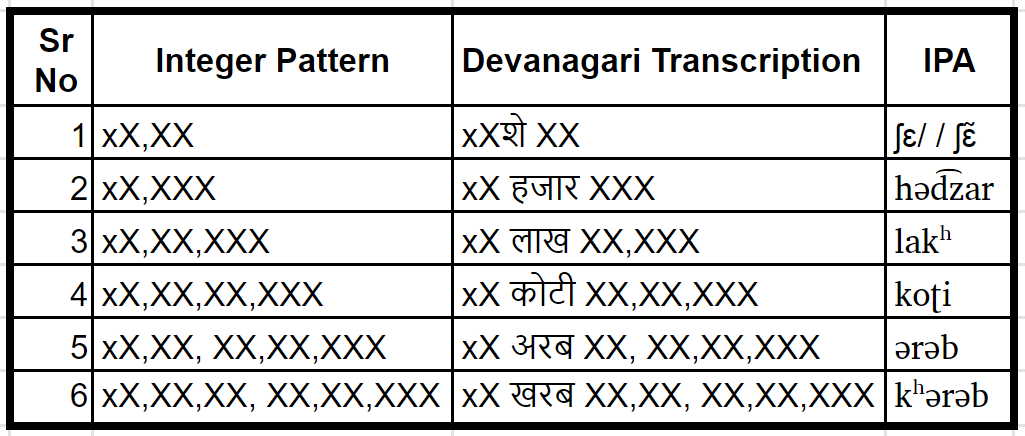 Sr No Integer Pattern Devanagari Transcription IPA
1 xX,XX xXशे XX ʃɛ/ / ʃɛ̃
2 xX,XXX xX हजार XXX həd͡zar
3 xX,XX,XXX xX लाख XX,XXX lakʰ
4 xX,XX,XX,XXX xX कोटी XX,XX,XXX koʈi
5 xX,XX, XX,XX,XXX xX अरब XX, XX,XX,XXX ərəb
6 xX,XX,XX, XX,XX,XXX xX खरब XX,XX, XX,XX,XXX kʰərəb